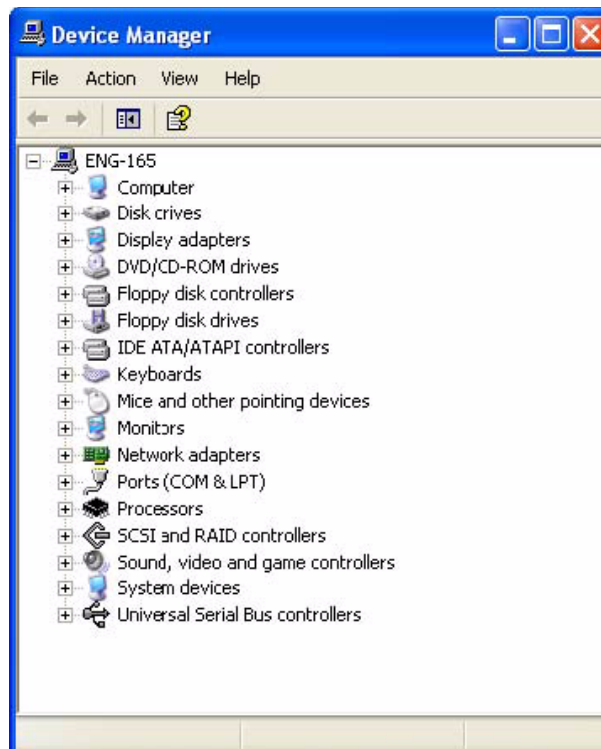 Device Manager
File Action View Help
ENG-165
Computer
Disk crives
Display adapters
DVD/CD-ROM drives
Floppy disk controllers
Floppy disk drives
IDE ATA/ATAPI controllers
Keyboards
Mice and other pointing devices
Monitors
Network adapters
Ports (COM & LPT)
Processors
SCSI and RAID controllers
Sound, video and game controllers
System devices
Universal Serial Bus controllers